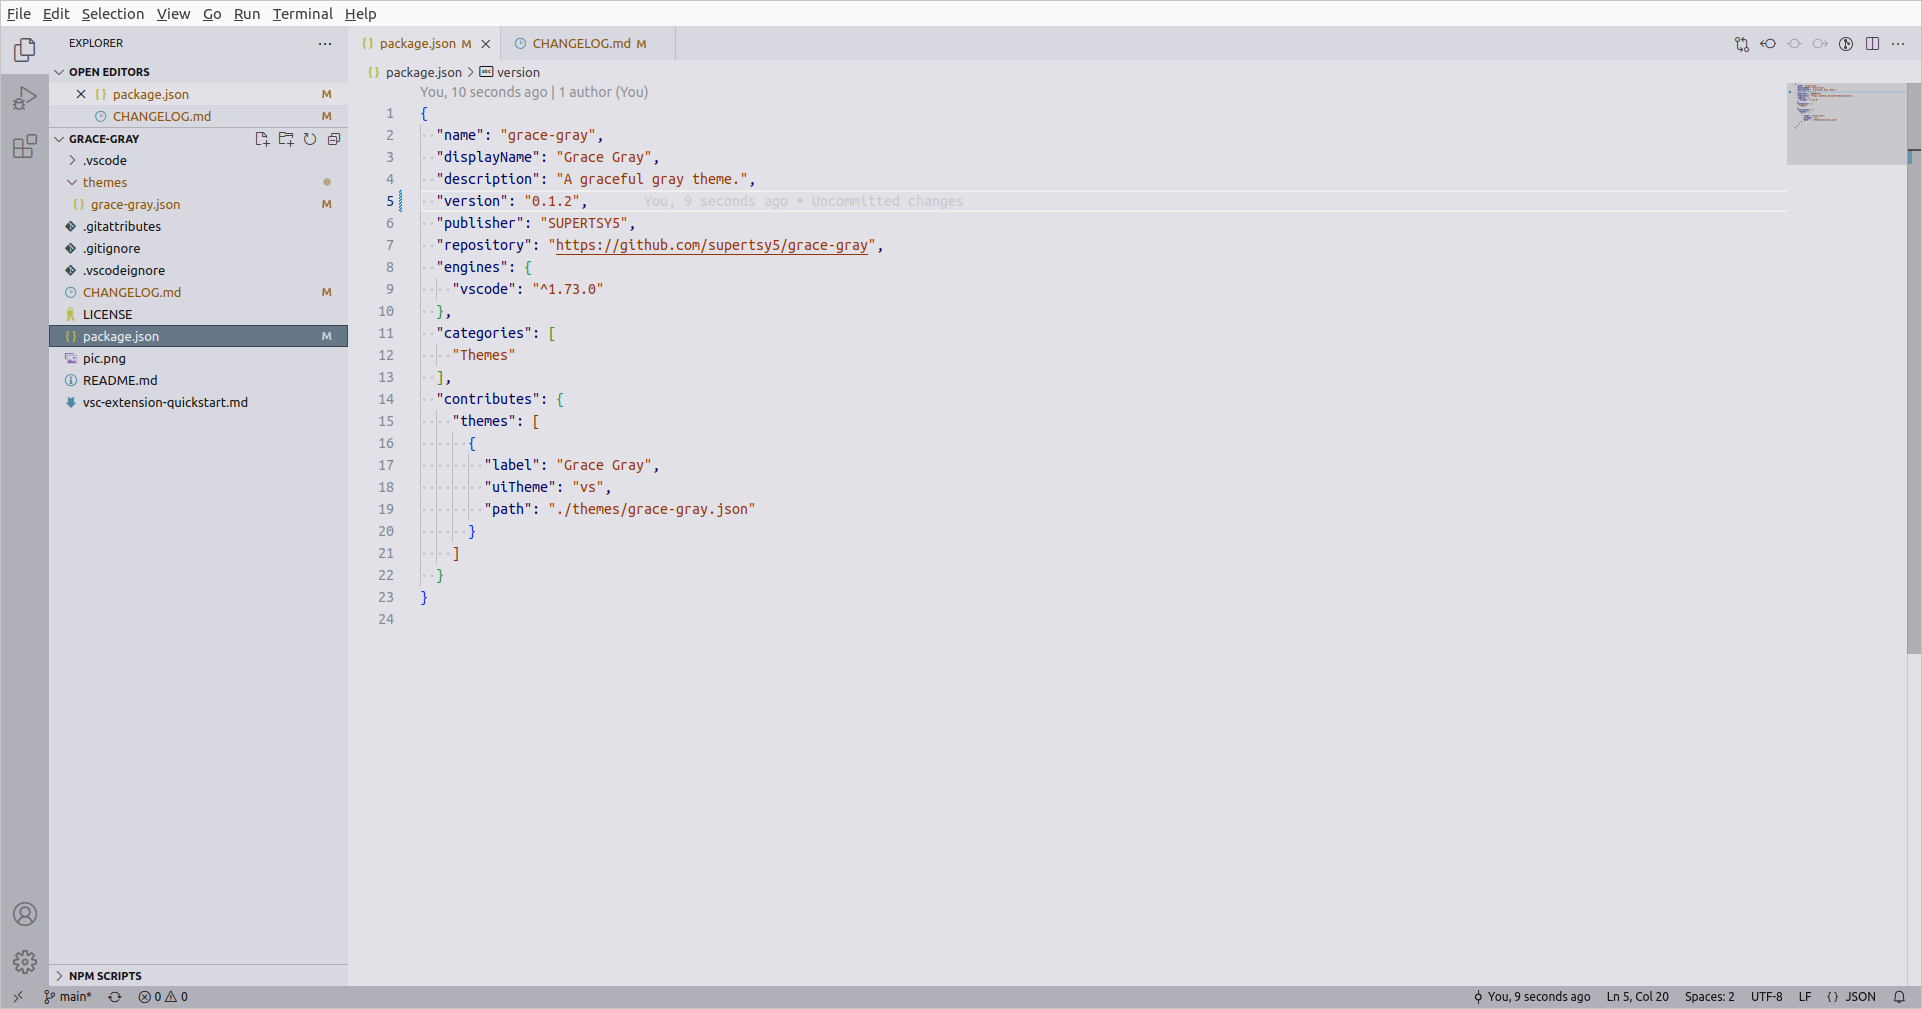 File Edit Selection View Go Run Terminal Help
EXPLORER
OPEN EDITORS
package.json M
CHANGELOG.md M
GRACE-GRAY
.vscode
themes
grace-gray.json M
.gitattributes
.gitignore
.vscodeignore
CHANGELOG.md M
LICENSE
package.json M
pic.png
README.md
vsc-extension-quickstart.md
NPM SCRIPTS
package.json M CHANGELOG.md M
package.json > version
You, 10 seconds ago | 1 author (You)
1 {
2 "name": "grace-gray",
3 "displayName": "Grace Gray",
4 "description": "A graceful gray theme.",
5 "version": "0.1.2", You, 9 seconds ago • Uncommitted changes
6 "publisher": "SUPERTSY5",
7 "repository": "https://github.com/supertsy5/grace-gray",
8 "engines": {
9 "vscode": "^1.73.0"
10 },
11 "categories": [
12 "Themes"
13 ],
14 "contributes": {
15 "themes": [
16 {
17 "label": "Grace Gray",
18 "uiTheme": "vs",
19 "path": "./themes/grace-gray.json"
20 }
21 ]
22 }
23 }
24
main* 0 0 You, 9 seconds ago Ln 5, Col 20 Spaces: 2 UTF-8 LF {} JSON